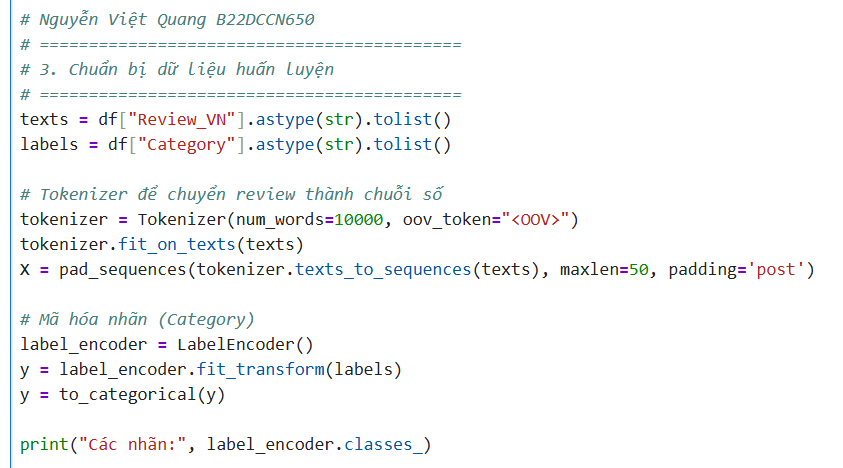 # Nguyễn Việt Quang B22DCCN650
# ===========================================
# 3. Chuẩn bị dữ liệu huấn luyện
# ===========================================
texts = df["Review_VN"].astype(str).tolist()
labels = df["Category"].astype(str).tolist()
# Tokenizer để chuyển review thành chuỗi số
tokenizer = Tokenizer(num_words=10000, oov_token="<OOV>")
tokenizer.fit_on_texts(texts)
X = pad_sequences(tokenizer.texts_to_sequences(texts), maxlen=50, padding='post')
# Mã hóa nhãn (Category)
label_encoder = LabelEncoder()
y = label_encoder.fit_transform(labels)
y = to_categorical(y)
print("Các nhãn:", label_encoder.classes_)